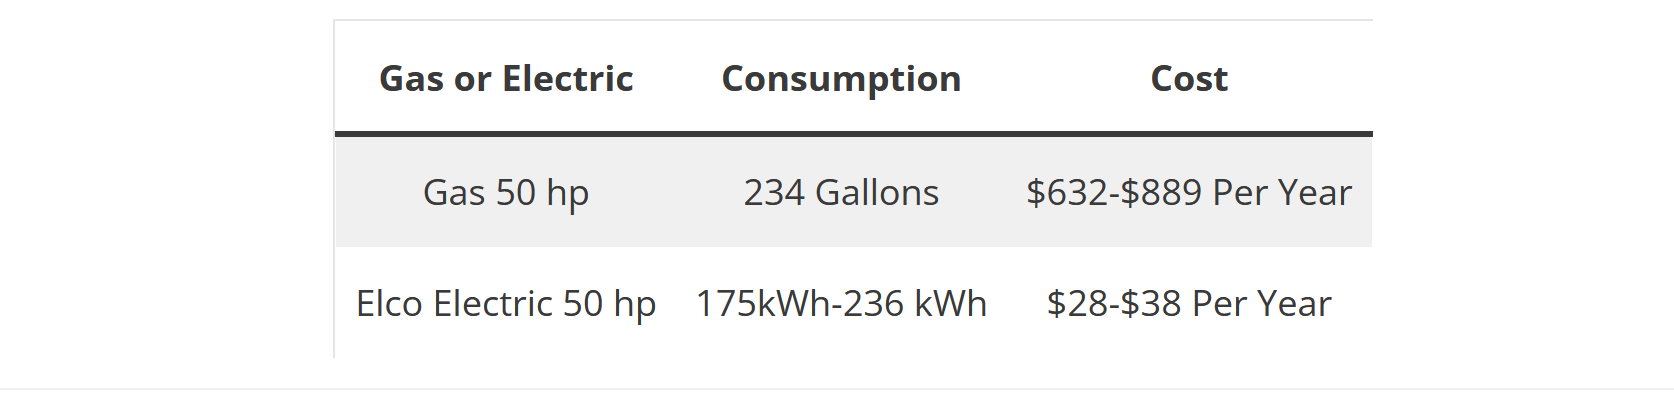 Gas or Electric Consumption Cost
Gas 50 hp 234 Gallons $632-$889 Per Year
Elco Electric 50 hp 175kWh-236 kWh $28-$38 Per Year